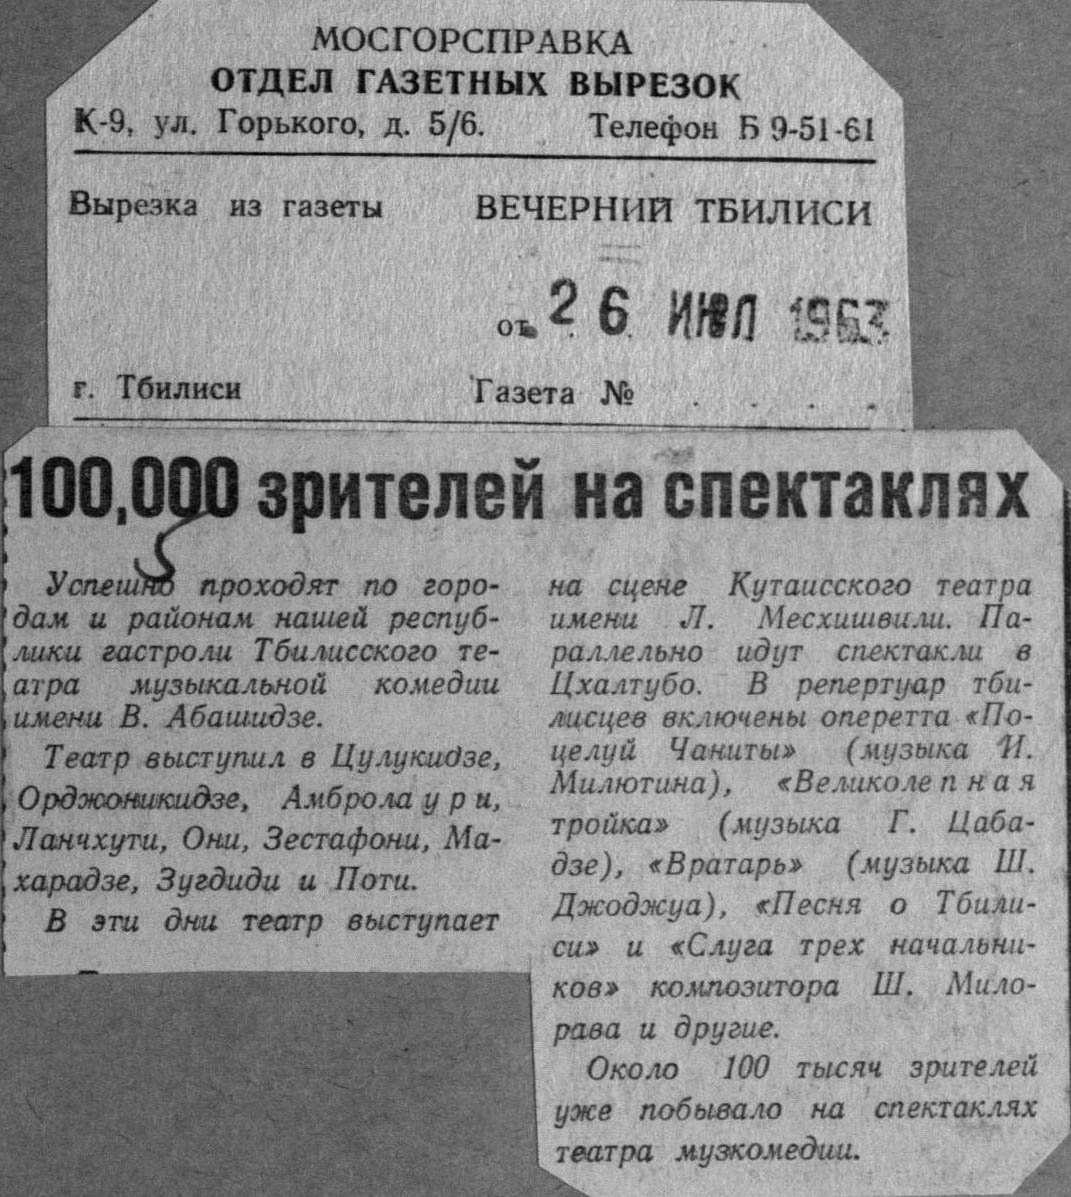 МОСГОРСПРАВКА
ОТДЕЛ ГАЗЕТНЫХ ВЫРЕЗОК
К-9, ул. Горького, д. 5/6. Телефон Б 9-51-61
Вырезка из газеты ВЕЧЕРНИЙ ТБИЛИСИ
от 26 ИЮЛ 1963
г. Тбилиси Газета №
100,000 зрителей на спектаклях
Успешно проходят по горо-
дам и районам нашей респуб-
лики гастроли Тбилисского те-
атра музыкальной комедии
имени В. Абашидзе.
Театр выступил в Цулукидзе,
Орджоникидзе, Амбролаури,
Ланчхути, Они, Зестафони, Ма-
харадзе, Зугдиди и Поти.
В эти дни театр выступает
на сцене Кутаисского театра
имени Л. Месхишвили. Па-
раллельно идут спектакли в
Цхалтубо. В репертуар тби-
лисцев включены оперетта «По-
целуй Чаниты» (музыка И.
Милютина), «Великолепная
тройка» (музыка Г. Цаба-
дзе), «Вратарь» (музыка Ш.
Джоджуа), «Песня о Тбили-
си» и «Слуга трех начальни-
ков» композитора Ш. Мило-
рава и другие.
Около 100 тысяч зрителей
уже побывало на спектаклях
театра музкомедии.